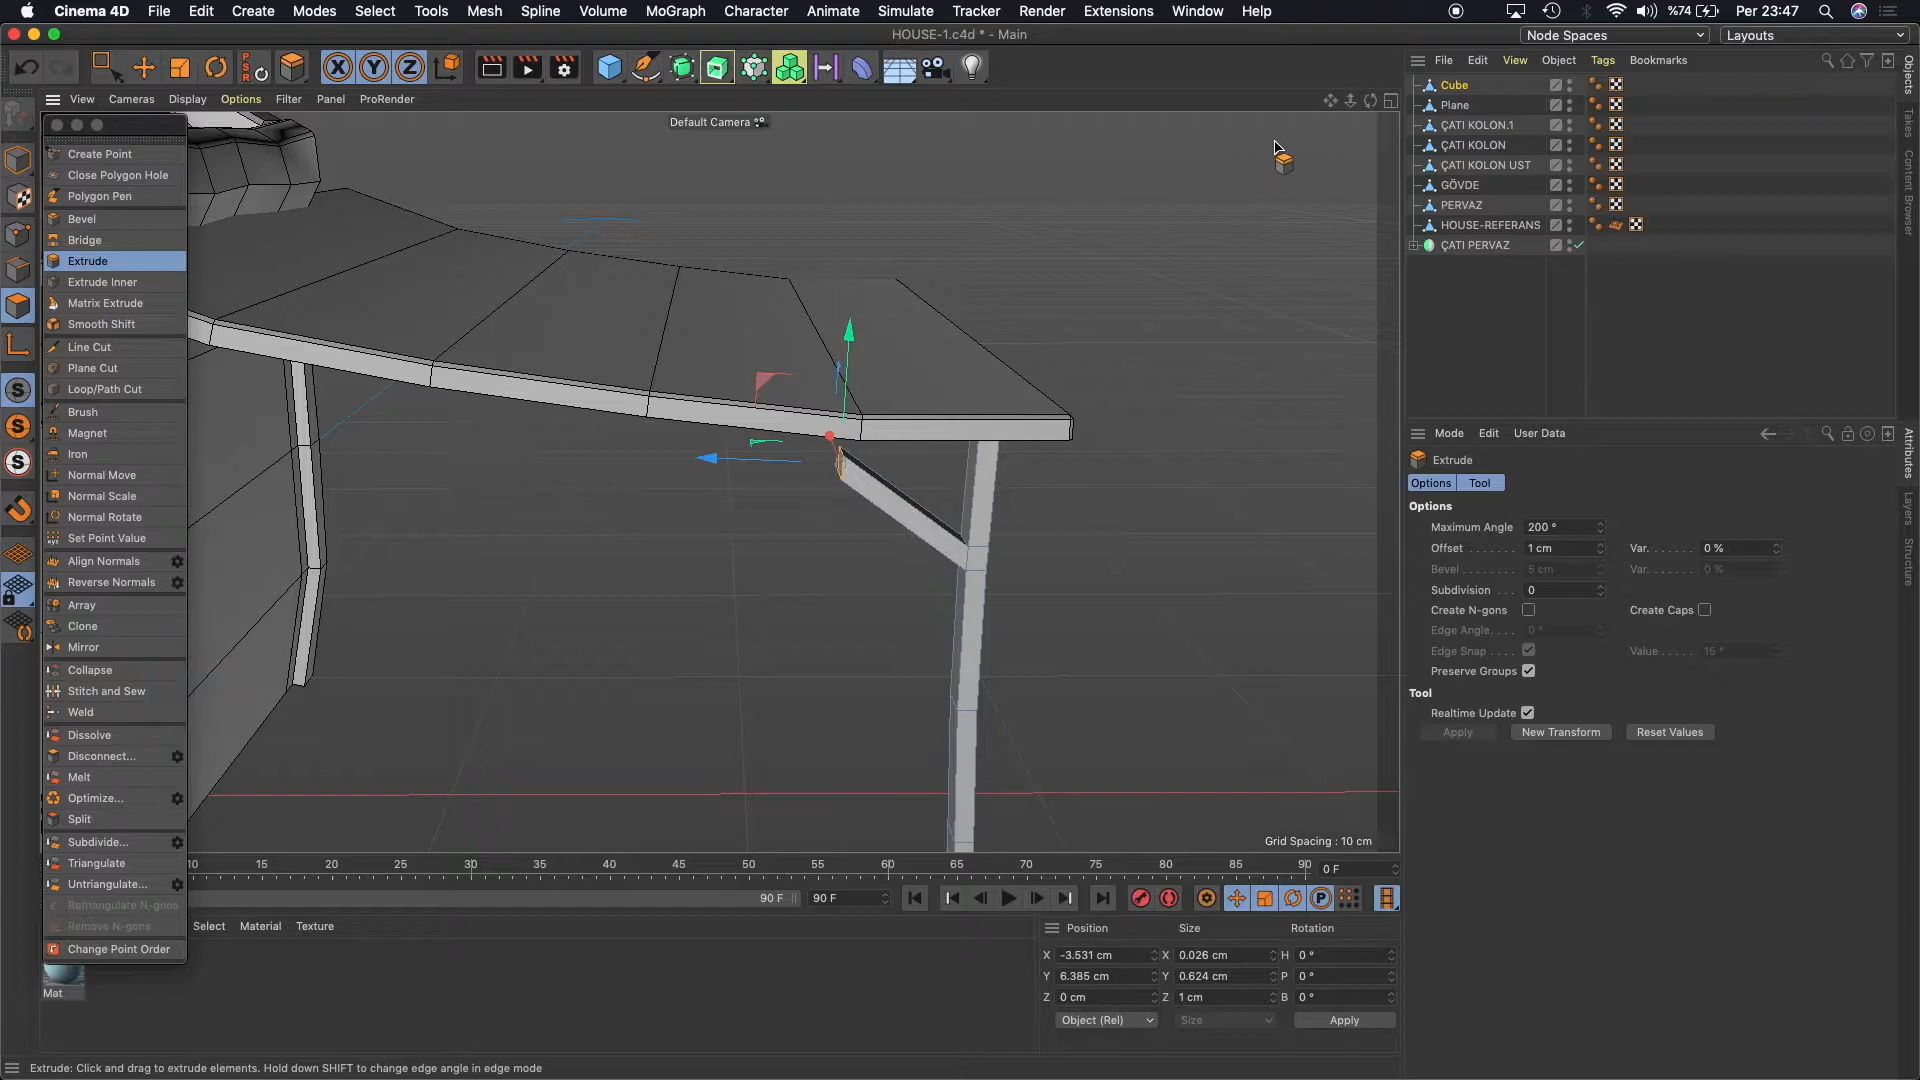 Cinema 4D File Edit Create Modes Select Tools Mesh Spline Volume MoGraph Character Animate Simulate Tracker Render Extensions Window Help %74 Per 23:47
HOUSE-1.c4d * - Main
Node Spaces Layouts
File Edit View Object Tags Bookmarks
View Cameras Display Options Filter Panel ProRender
Default Camera
Create Point
Close Polygon Hole
Polygon Pen
Bevel
Bridge
Extrude
Extrude Inner
Matrix Extrude
Smooth Shift
Line Cut
Plane Cut
Loop/Path Cut
Brush
Magnet
Iron
Normal Move
Normal Scale
Normal Rotate
Set Point Value
Align Normals
Reverse Normals
Array
Clone
Mirror
Collapse
Stitch and Sew
Weld
Dissolve
Disconnect...
Melt
Optimize...
Split
Subdivide...
Triangulate
Untriangulate...
Retriangulate N-gons
Remove N-gons
Change Point Order
Cube
Plane
ÇATI KOLON.1
ÇATI KOLON
ÇATI KOLON UST
GÖVDE
PERVAZ
HOUSE-REFERANS
ÇATI PERVAZ
Objects
Takes
Content Browser
Mode Edit User Data
Extrude
Options Tool
Options
Maximum Angle 200 °
Offset 1 cm Var. 0 %
Bevel 5 cm Var. 0 %
Subdivision 0
Create N-gons Create Caps
Edge Angle 0 °
Edge Snap Value 15 °
Preserve Groups
Tool
Realtime Update
Apply New Transform Reset Values
Attributes
Layers
Structure
Grid Spacing : 10 cm
10 15 20 25 30 35 40 45 50 55 60 65 70 75 80 85 90 0 F
90 F 90 F
Select Material Texture
Mat
Position Size Rotation
X -3.531 cm X 0.026 cm H 0 °
Y 6.385 cm Y 0.624 cm P 0 °
Z 0 cm Z 1 cm B 0 °
Object (Rel) Size Apply
Extrude: Click and drag to extrude elements. Hold down SHIFT to change edge angle in edge mode